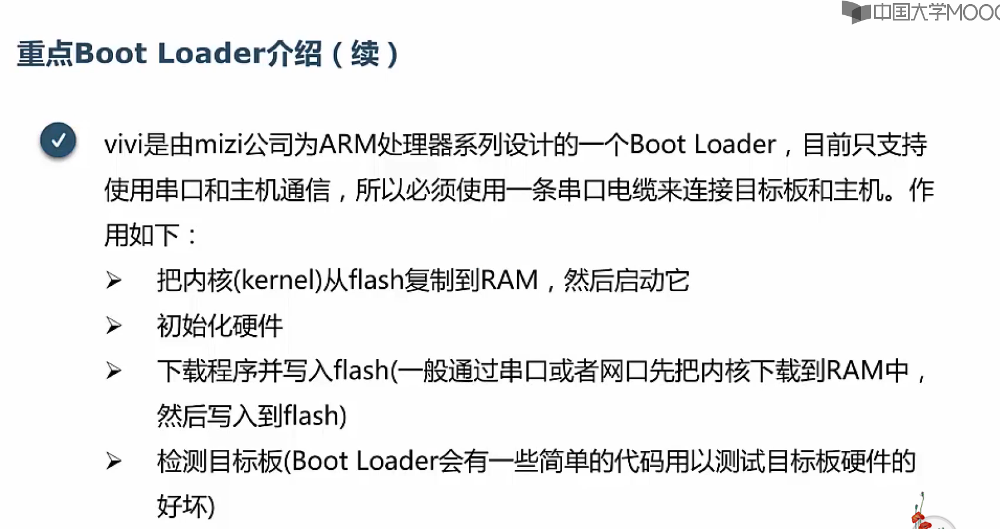 中国大学MOOC
重点Boot Loader介绍（续）
vivi是由mizi公司为ARM处理器系列设计的一个Boot Loader，目前只支持
使用串口和主机通信，所以必须使用一条串口电缆来连接目标板和主机。作
用如下：
把内核(kernel)从flash复制到RAM，然后启动它
初始化硬件
下载程序并写入flash(一般通过串口或者网口先把内核下载到RAM中，
然后写入到flash)
检测目标板(Boot Loader会有一些简单的代码用以测试目标板硬件的
好坏)